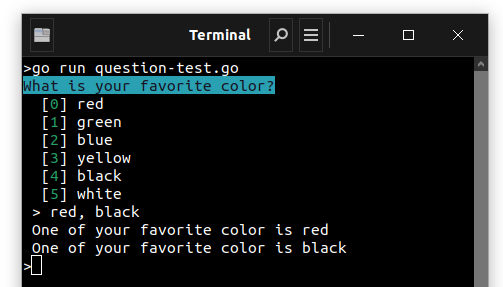 Terminal
>go run question-test.go
What is your favorite color?
[0] red
[1] green
[2] blue
[3] yellow
[4] black
[5] white
> red, black
One of your favorite color is red
One of your favorite color is black
>